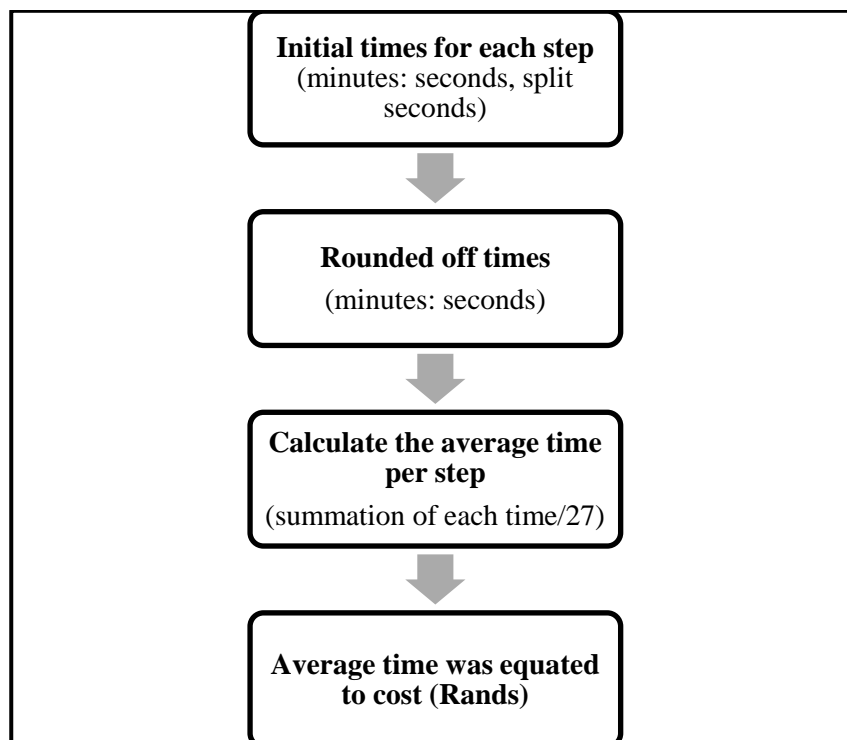 Initial times for each step
(minutes: seconds, split
seconds)
Rounded off times
(minutes: seconds)
Calculate the average time
per step
(summation of each time/27)
Average time was equated
to cost (Rands)